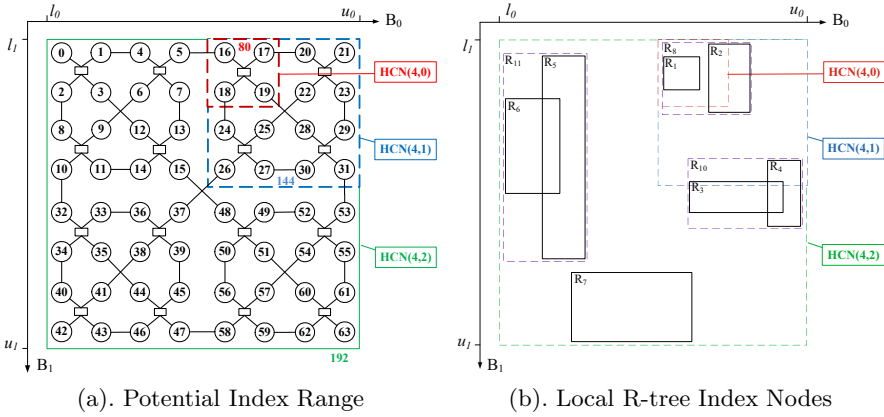 l0 u0 B0
l1
0 1 4 5 16 17 20 21
80
HCN(4,0)
2 3 6 7 18 19 22 23
8 9 12 13 24 25 28 29
HCN(4,1)
10 11 14 15 26 27 30 31
144
32 33 36 37 48 49 52 53
34 35 38 39 50 51 54 55
HCN(4,2)
40 41 44 45 56 57 60 61
42 43 46 47 58 59 62 63
u1
192
B1
(a). Potential Index Range
l0 u0 B0
l1
R11 R5 R8 R2
R1
HCN(4,0)
R6
HCN(4,1)
R10 R4
R3
HCN(4,2)
R7
u1
B1
(b). Local R-tree Index Nodes